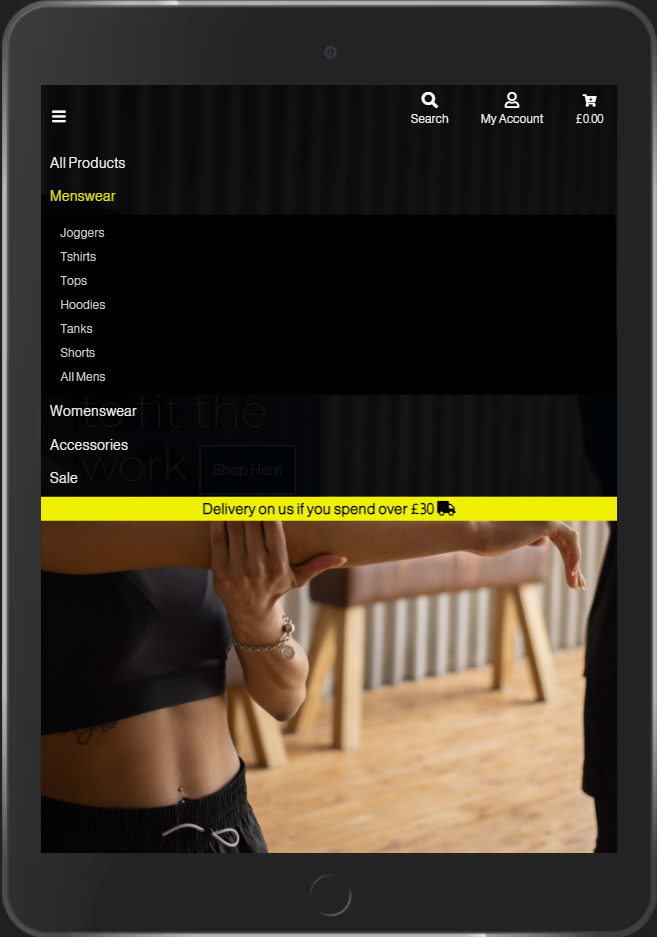 Search
My Account
£0.00
All Products
Menswear
Joggers
Tshirts
Tops
Hoodies
Tanks
Shorts
All Mens
to fit the
Womenswear
Accessories
work
Shop Here
Sale
Delivery on us if you spend over £30